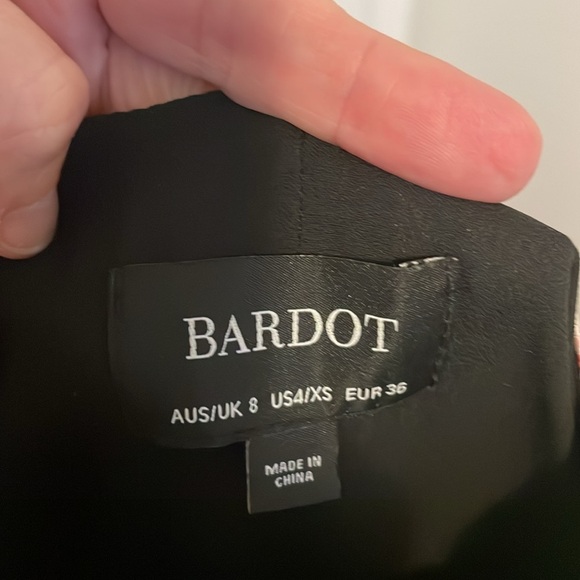 BARDOT
AUS/UK 8 US4/XS EUR 36
MADE IN
CHINA